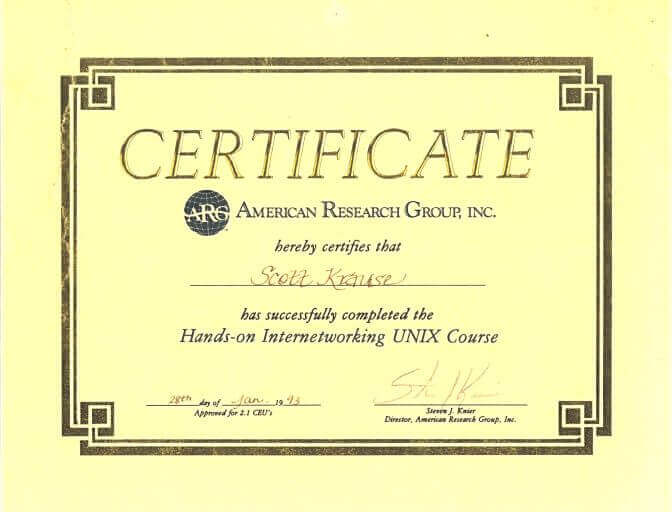 CERTIFICATE
ARG AMERICAN RESEARCH GROUP, INC.
hereby certifies that
Scott Krause
has successfully completed the
Hands-on Internetworking UNIX Course
28th day of Jan. 1993
Approved for 2.1 CEU's
Steven J. Knier
Director, American Research Group, Inc.